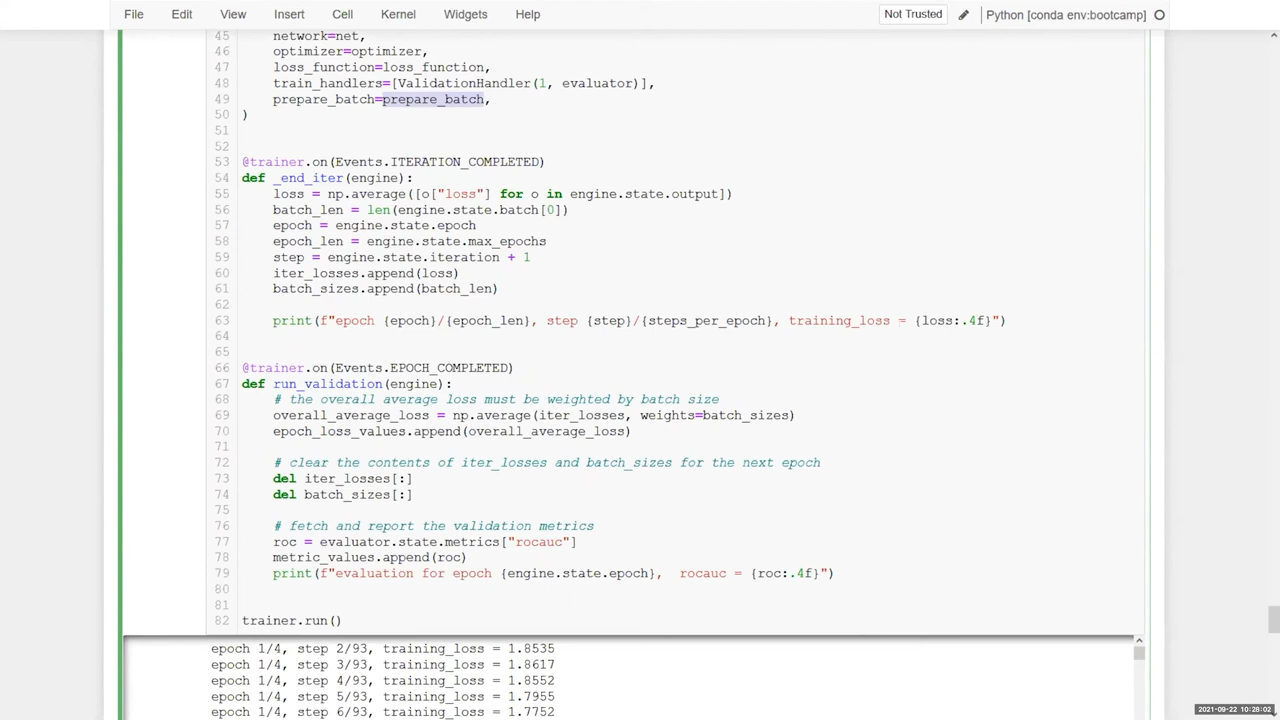 File Edit View Insert Cell Kernel Widgets Help Not Trusted Python [conda env:bootcamp]
45 network=net,
46 optimizer=optimizer,
47 loss_function=loss_function,
48 train_handlers=[ValidationHandler(1, evaluator)],
49 prepare_batch=prepare_batch,
50 )
51
52
53 @trainer.on(Events.ITERATION_COMPLETED)
54 def _end_iter(engine):
55 loss = np.average([o["loss"] for o in engine.state.output])
56 batch_len = len(engine.state.batch[0])
57 epoch = engine.state.epoch
58 epoch_len = engine.state.max_epochs
59 step = engine.state.iteration + 1
60 iter_losses.append(loss)
61 batch_sizes.append(batch_len)
62
63 print(f"epoch {epoch}/{epoch_len}, step {step}/{steps_per_epoch}, training_loss = {loss:.4f}")
64
65
66 @trainer.on(Events.EPOCH_COMPLETED)
67 def run_validation(engine):
68 # the overall average loss must be weighted by batch size
69 overall_average_loss = np.average(iter_losses, weights=batch_sizes)
70 epoch_loss_values.append(overall_average_loss)
71
72 # clear the contents of iter_losses and batch_sizes for the next epoch
73 del iter_losses[:]
74 del batch_sizes[:]
75
76 # fetch and report the validation metrics
77 roc = evaluator.state.metrics["rocauc"]
78 metric_values.append(roc)
79 print(f"evaluation for epoch {engine.state.epoch},  rocauc = {roc:.4f}")
80
81
82 trainer.run()
epoch 1/4, step 2/93, training_loss = 1.8535
epoch 1/4, step 3/93, training_loss = 1.8617
epoch 1/4, step 4/93, training_loss = 1.8552
epoch 1/4, step 5/93, training_loss = 1.7955
epoch 1/4, step 6/93, training_loss = 1.7752
2021-09-22 10:28:02